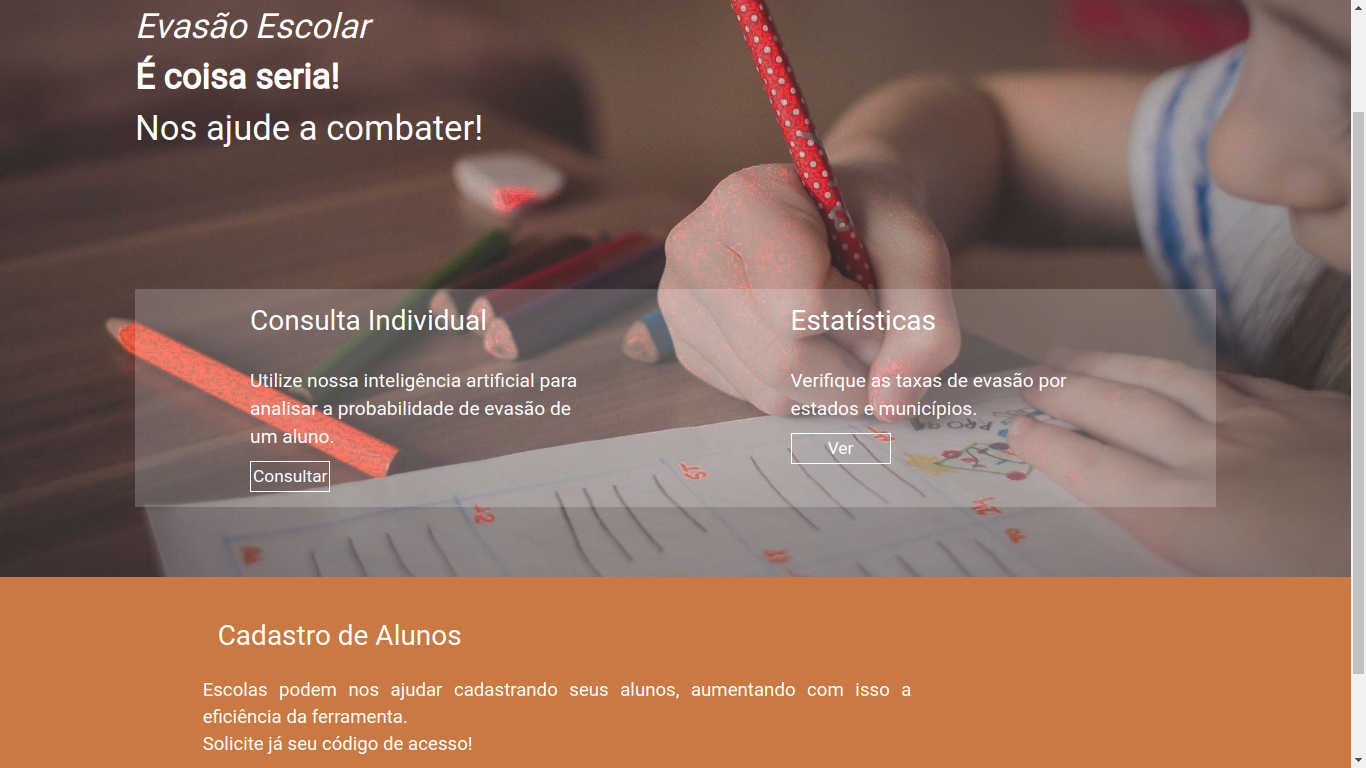 Evasão Escolar
É coisa seria!
Nos ajude a combater!
Consulta Individual
Utilize nossa inteligência artificial para
analisar a probabilidade de evasão de
um aluno.
Consultar
Estatísticas
Verifique as taxas de evasão por
estados e municípios.
Ver
Cadastro de Alunos
Escolas podem nos ajudar cadastrando seus alunos, aumentando com isso a
eficiência da ferramenta.
Solicite já seu código de acesso!